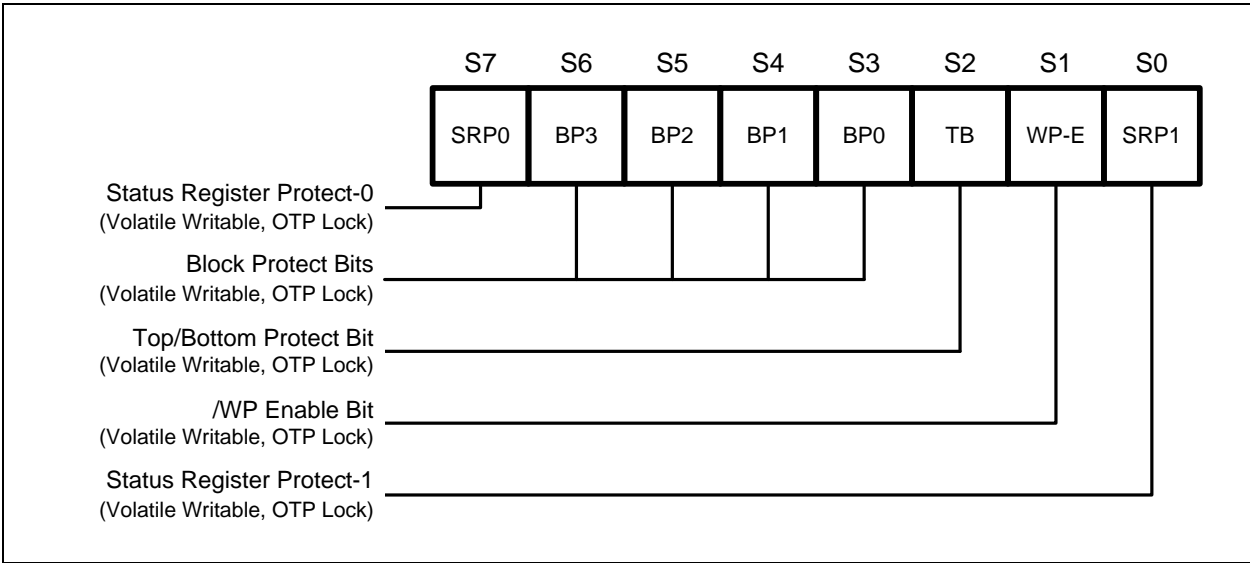 S7 S6 S5 S4 S3 S2 S1 S0
SRP0 BP3 BP2 BP1 BP0 TB WP-E SRP1
Status Register Protect-0
(Volatile Writable, OTP Lock)
Block Protect Bits
(Volatile Writable, OTP Lock)
Top/Bottom Protect Bit
(Volatile Writable, OTP Lock)
/WP Enable Bit
(Volatile Writable, OTP Lock)
Status Register Protect-1
(Volatile Writable, OTP Lock)